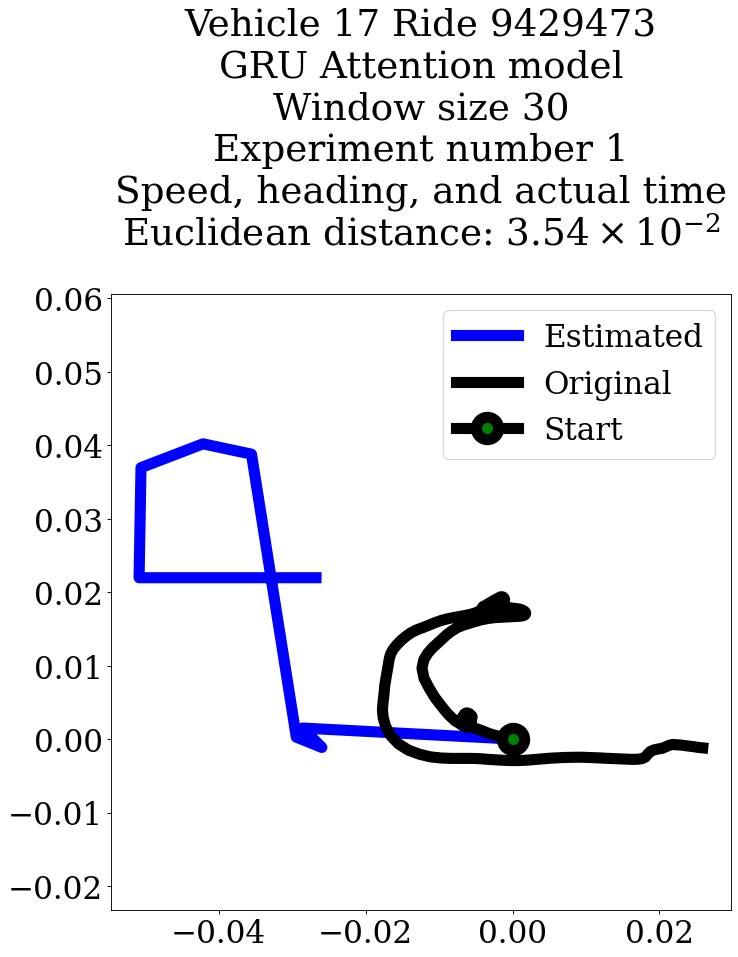 Vehicle 17 Ride 9429473
GRU Attention model
Window size 30
Experiment number 1
Speed, heading, and actual time
Euclidean distance: 3.54 × 10⁻²
0.06
0.05
0.04
0.03
0.02
0.01
0.00
−0.01
−0.02
Estimated
Original
Start
−0.04
−0.02
0.00
0.02